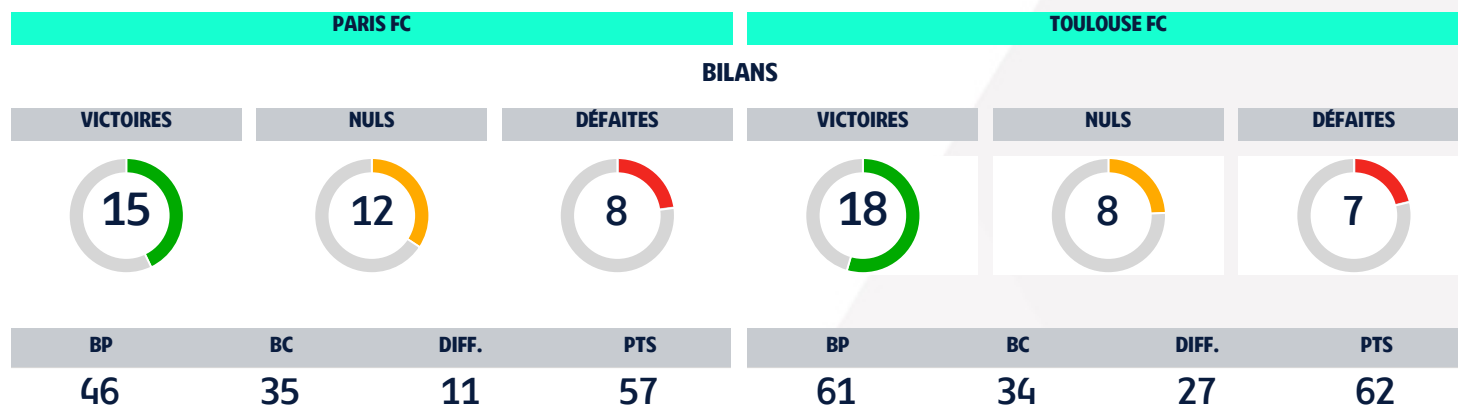 PARIS FC TOULOUSE FC
BILANS
VICTOIRES NULS DÉFAITES VICTOIRES NULS DÉFAITES
15 12 8 18 8 7
BP BC DIFF. PTS BP BC DIFF. PTS
46 35 11 57 61 34 27 62